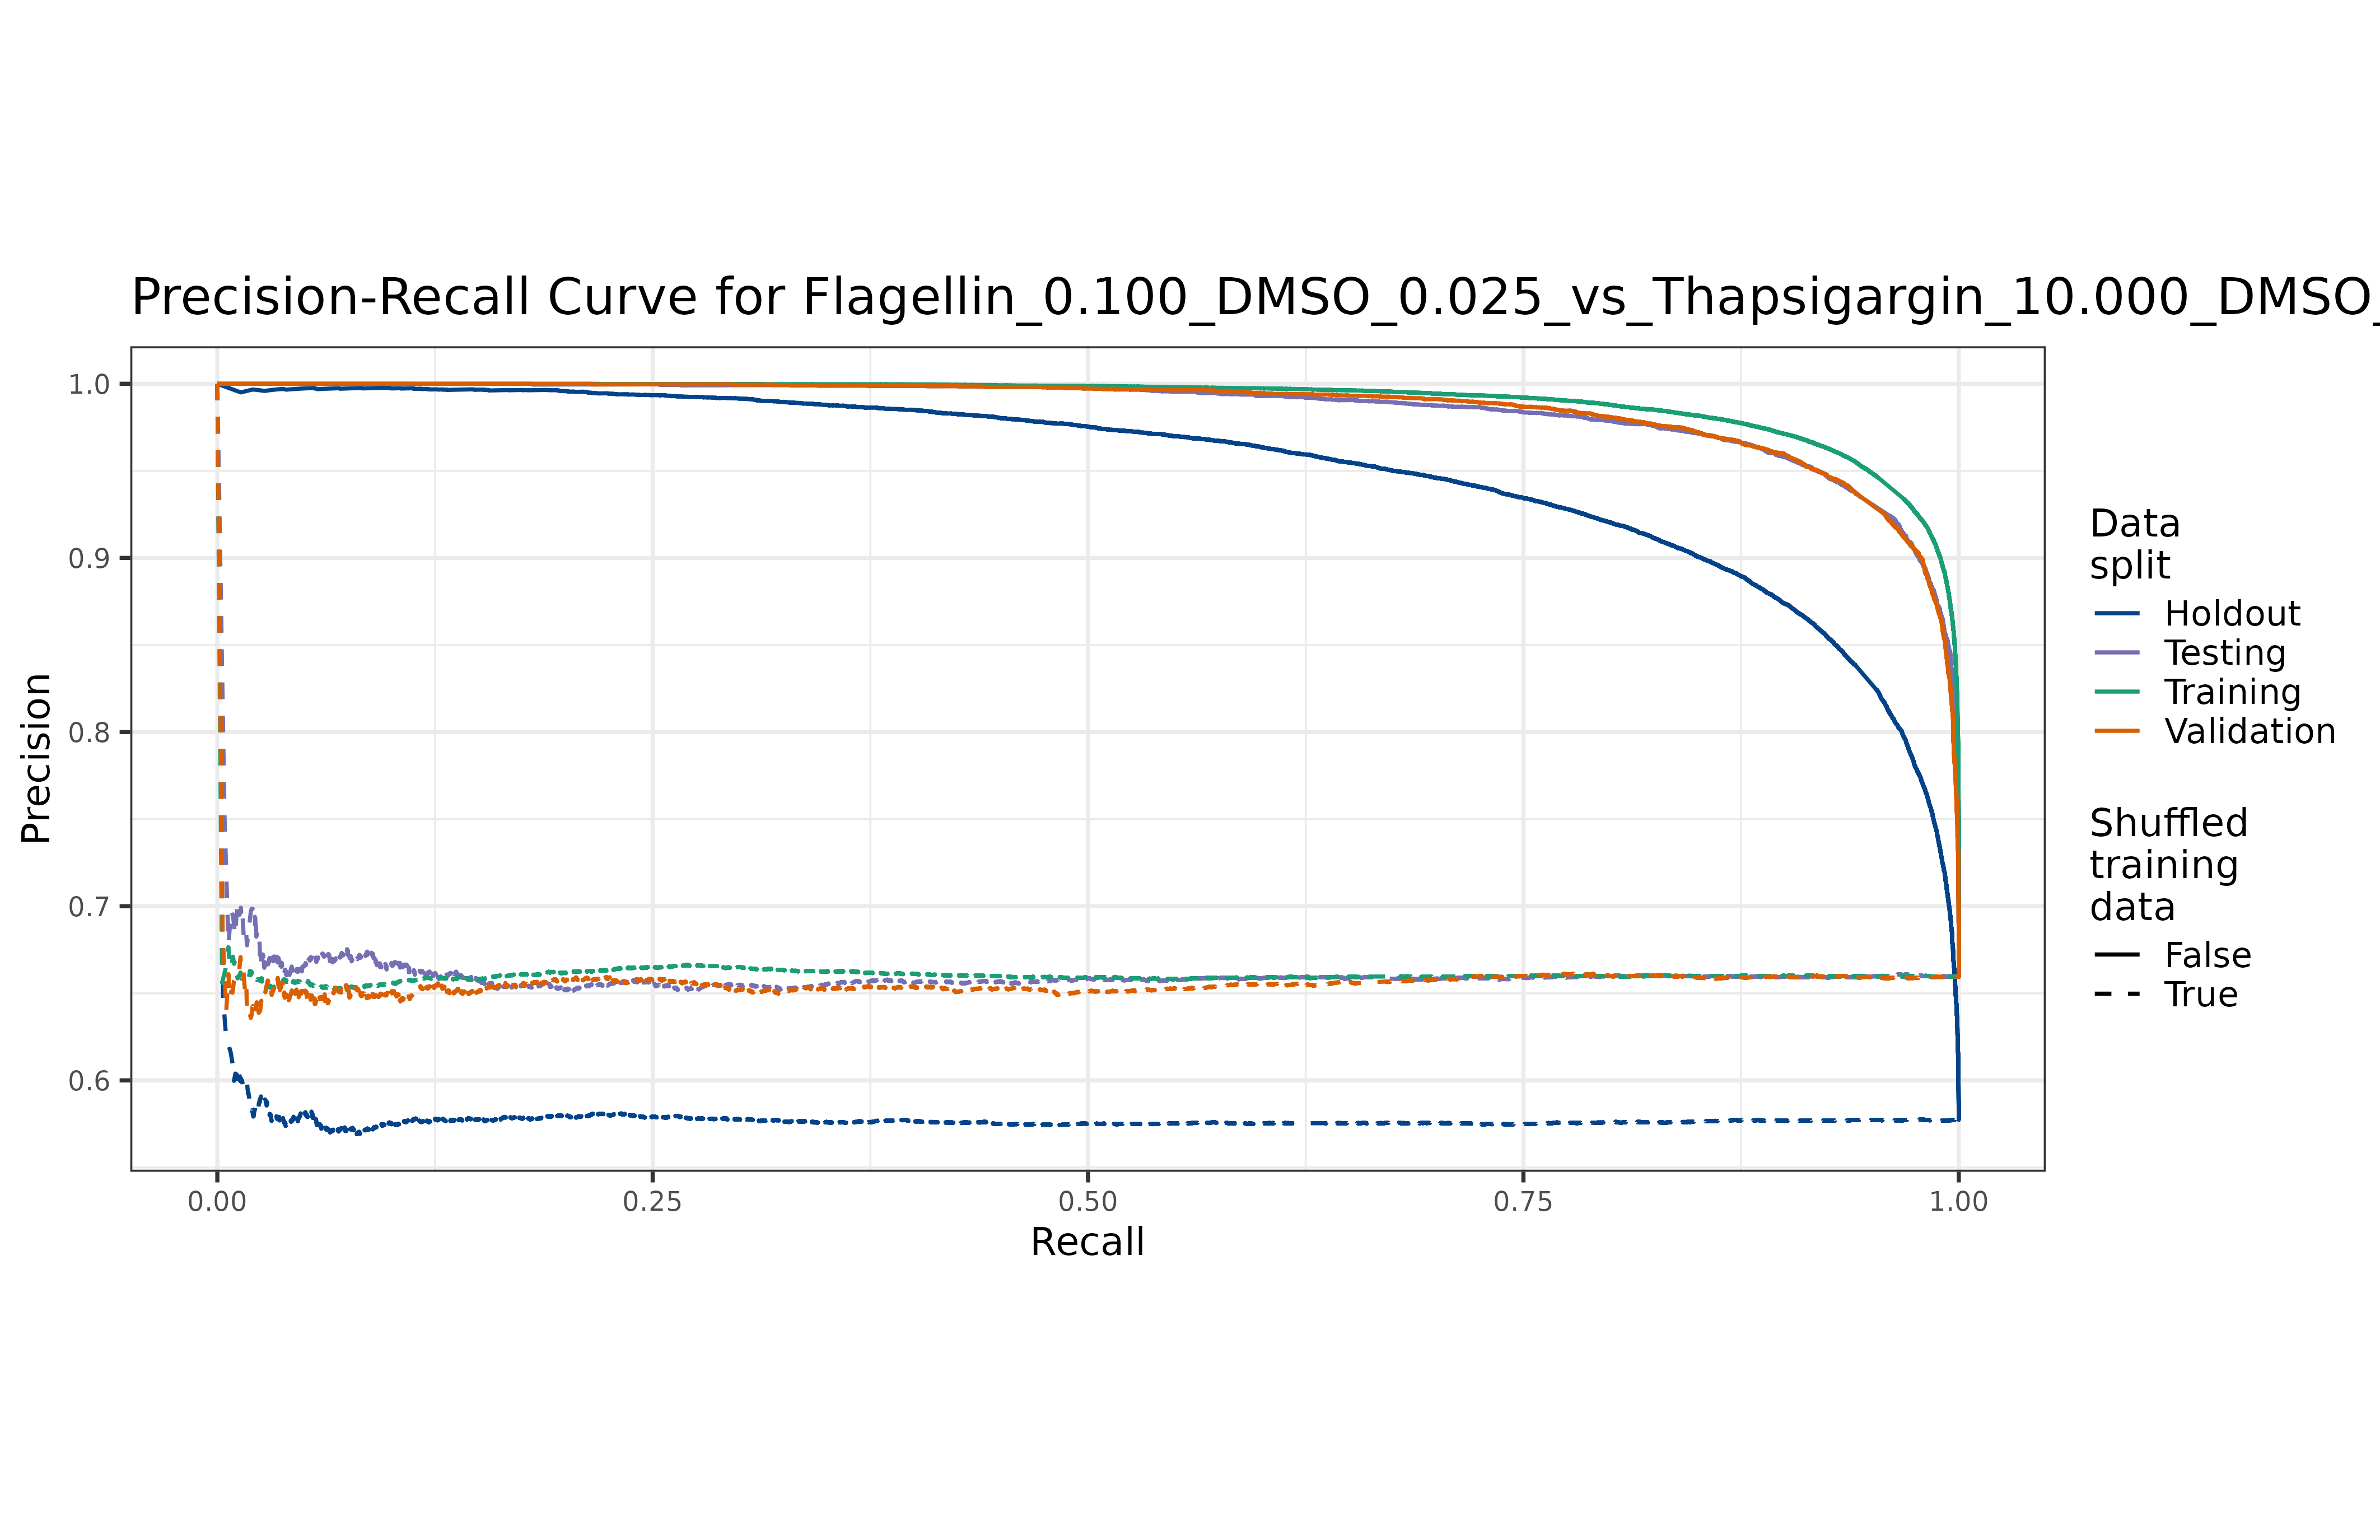 Precision-Recall Curve for Flagellin_0.100_DMSO_0.025_vs_Thapsigargin_10.000_DMSO_
1.0
0.9
0.8
0.7
0.6
Precision
0.00
0.25
0.50
0.75
1.00
Recall
Data
split
Holdout
Testing
Training
Validation
Shuffled
training
data
False
True